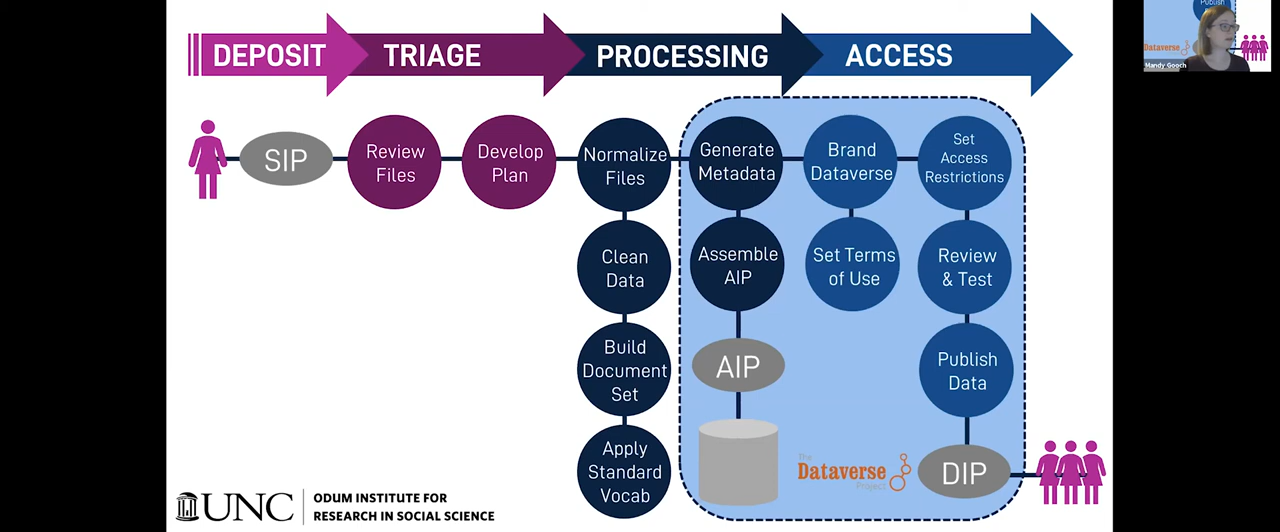 DEPOSIT
TRIAGE
PROCESSING
ACCESS
SIP
Review
Files
Develop
Plan
Normalize
Files
Clean
Data
Build
Document
Set
Apply
Standard
Vocab
Generate
Metadata
Assemble
AIP
AIP
Brand
Dataverse
Set Terms
of Use
Set
Access
Restrictions
Review
& Test
Publish
Data
DIP
The
Dataverse
Project
UNC
ODUM INSTITUTE FOR
RESEARCH IN SOCIAL SCIENCE
Publish
Dataverse
Mandy Gooch